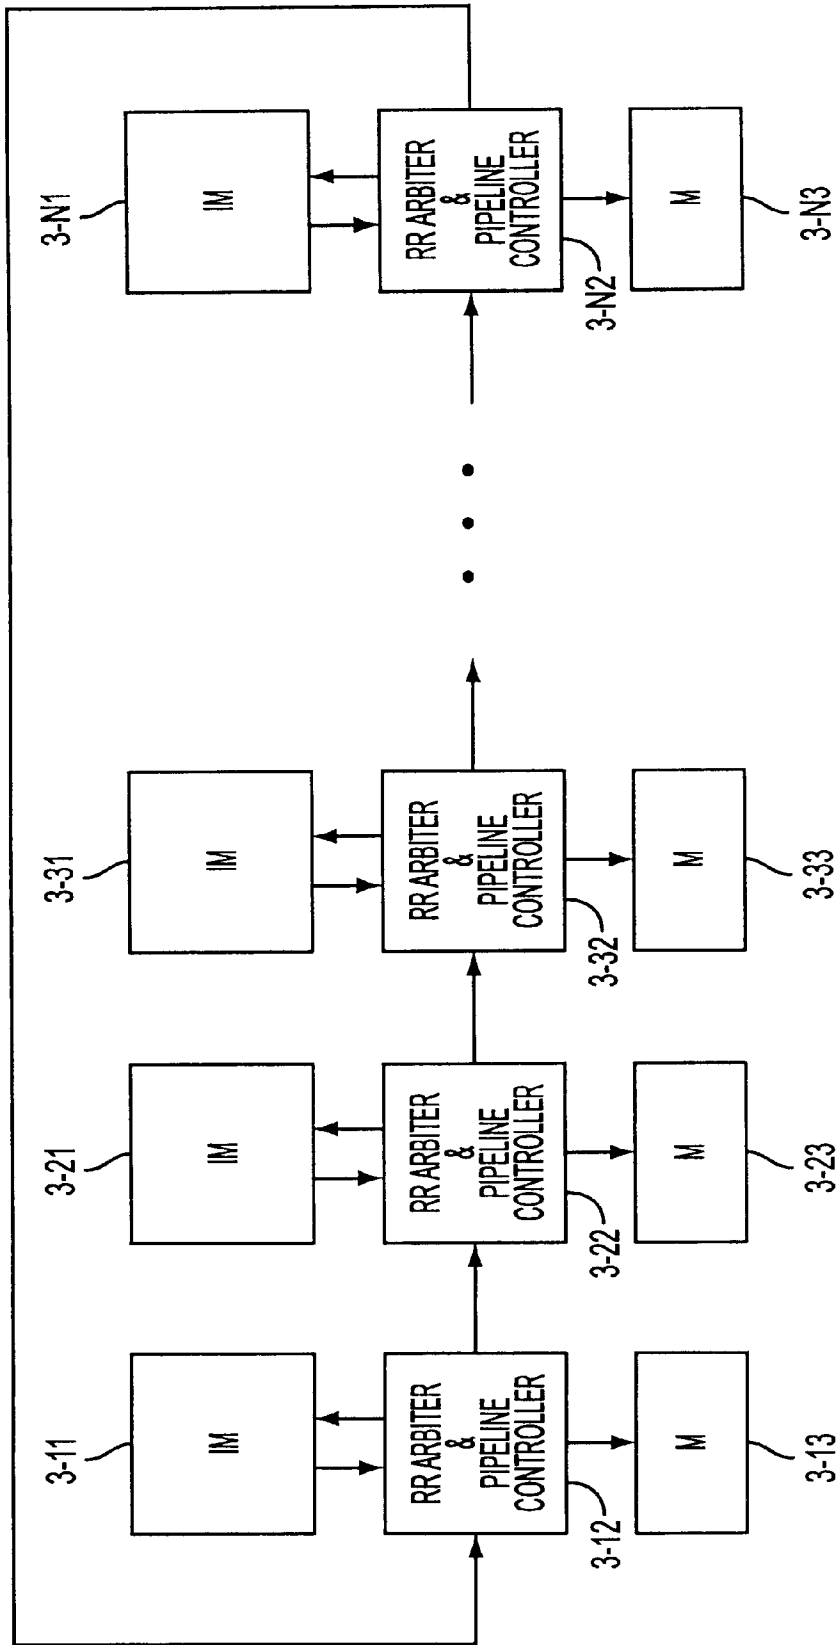 3-11
3-21
3-31
3-N1
IM
IM
IM
IM
RR ARBITER
&
PIPELINE
CONTROLLER
RR ARBITER
&
PIPELINE
CONTROLLER
RR ARBITER
&
PIPELINE
CONTROLLER
RR ARBITER
&
PIPELINE
CONTROLLER
3-12
3-22
3-32
3-N2
M
M
M
M
3-13
3-23
3-33
3-N3